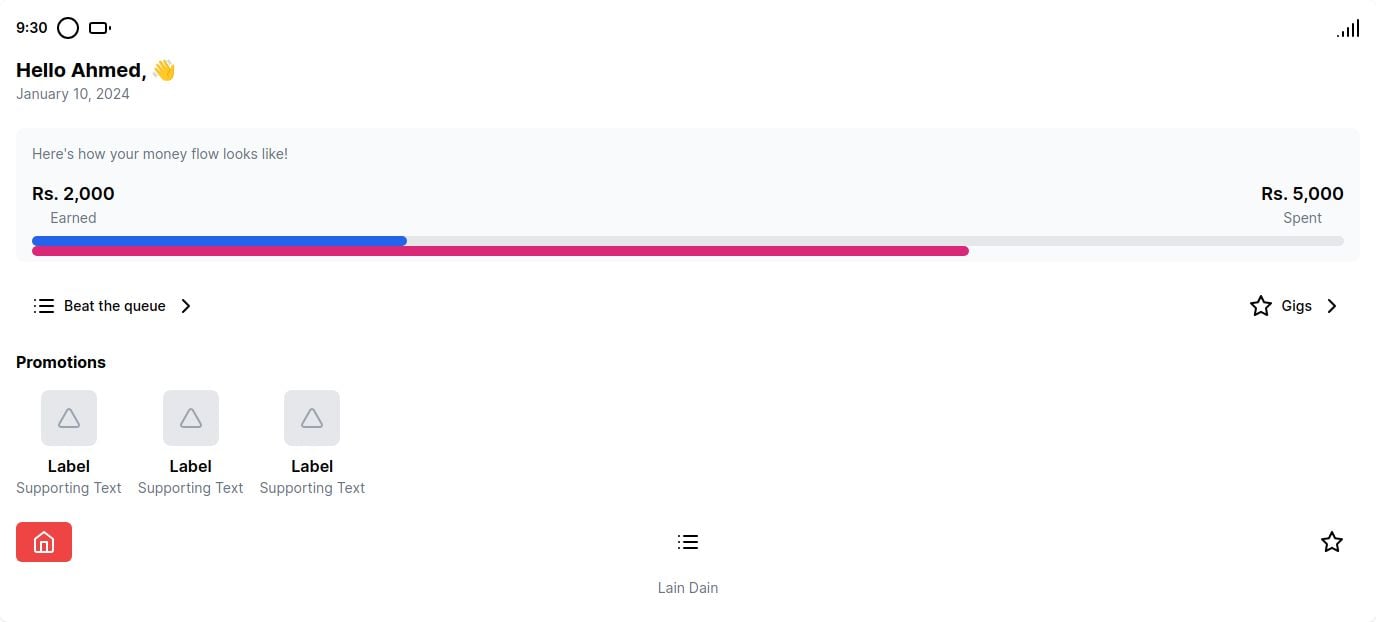 9:30
Hello Ahmed, 👋
January 10, 2024
Here's how your money flow looks like!
Rs. 2,000
Earned
Rs. 5,000
Spent
Beat the queue
Gigs
Promotions
Label
Supporting Text
Label
Supporting Text
Label
Supporting Text
Lain Dain